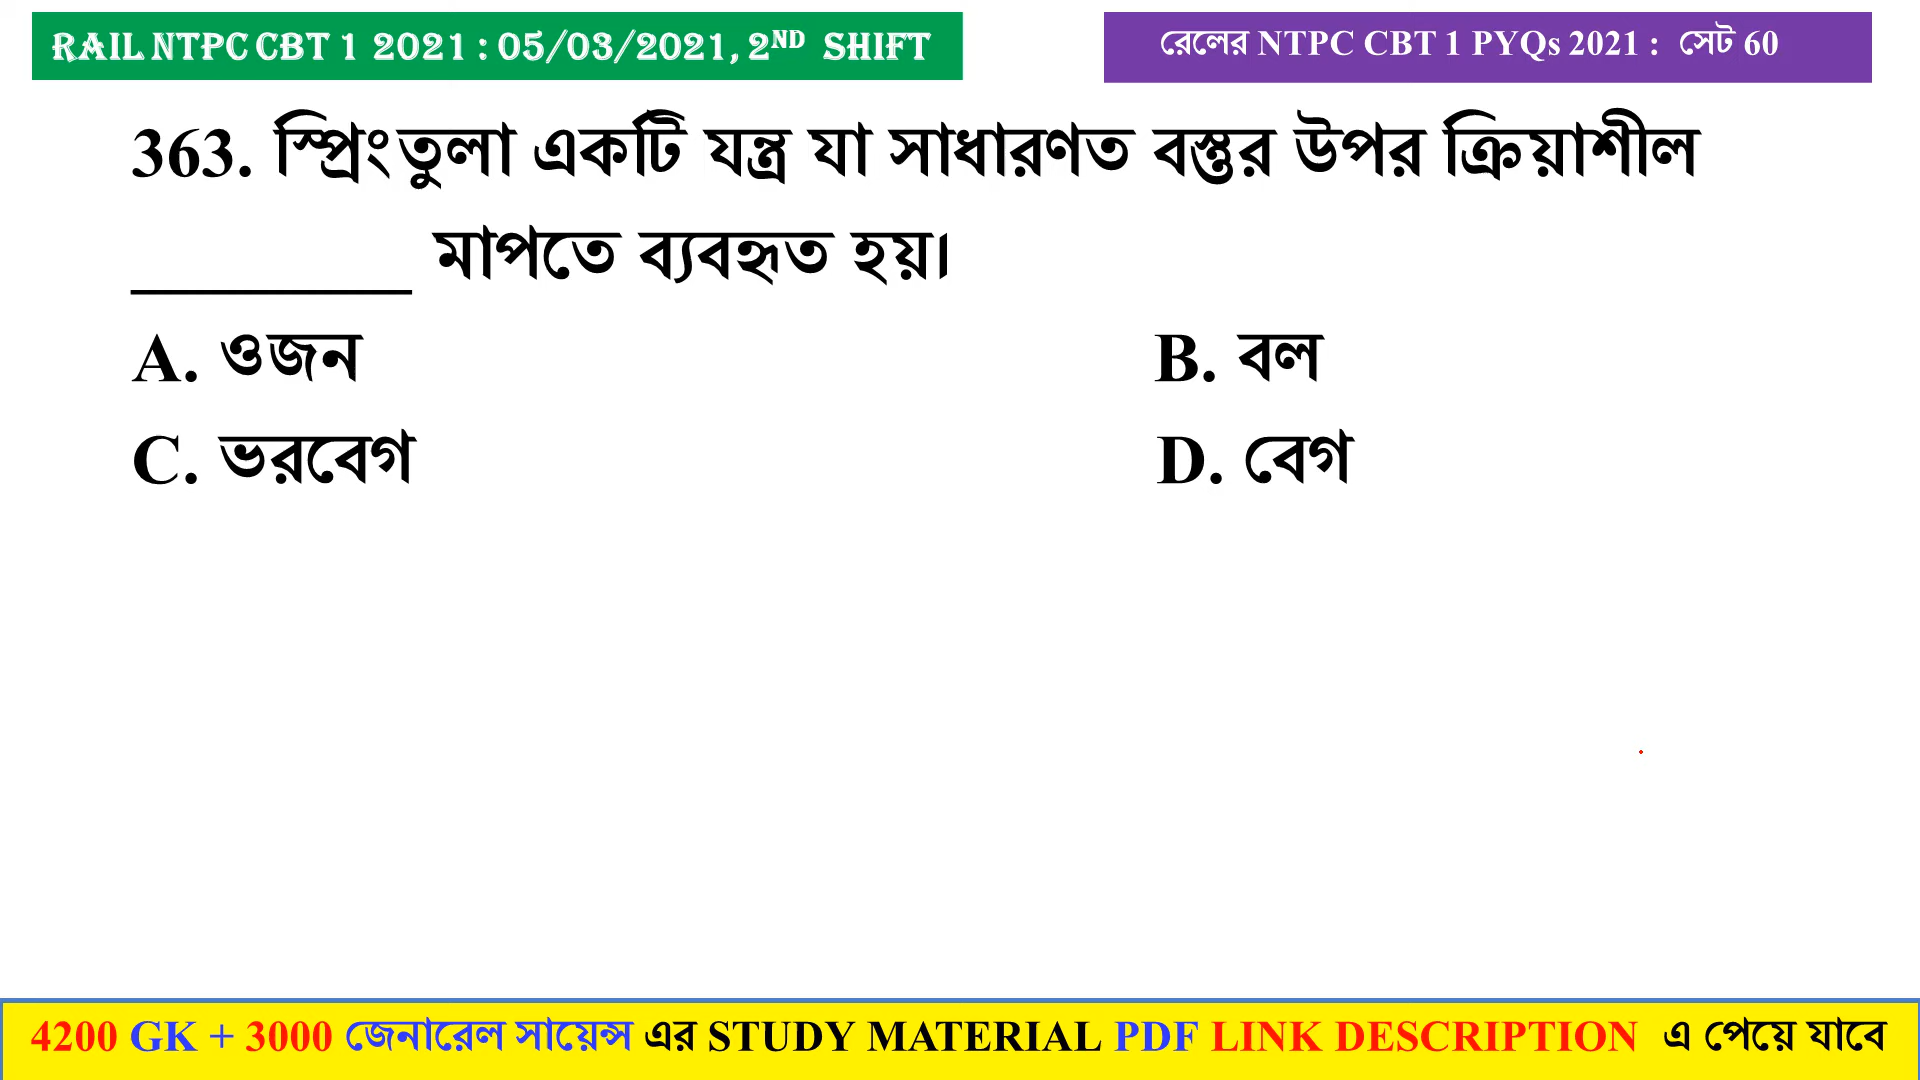 RAIL NTPC CBT 1 2021 : 05/03/2021, 2ND SHIFT
রেলের NTPC CBT 1 PYQs 2021 : সেট 60
363. স্প্রিংতুলা একটি যন্ত্র যা সাধারণত বস্তুর উপর ক্রিয়াশীল
________ মাপতে ব্যবহৃত হয়।
A. ওজন B. বল
C. ভরবেগ D. বেগ
4200 GK + 3000 জেনারেল সায়েন্স এর STUDY MATERIAL PDF LINK DESCRIPTION এ পেয়ে যাবে